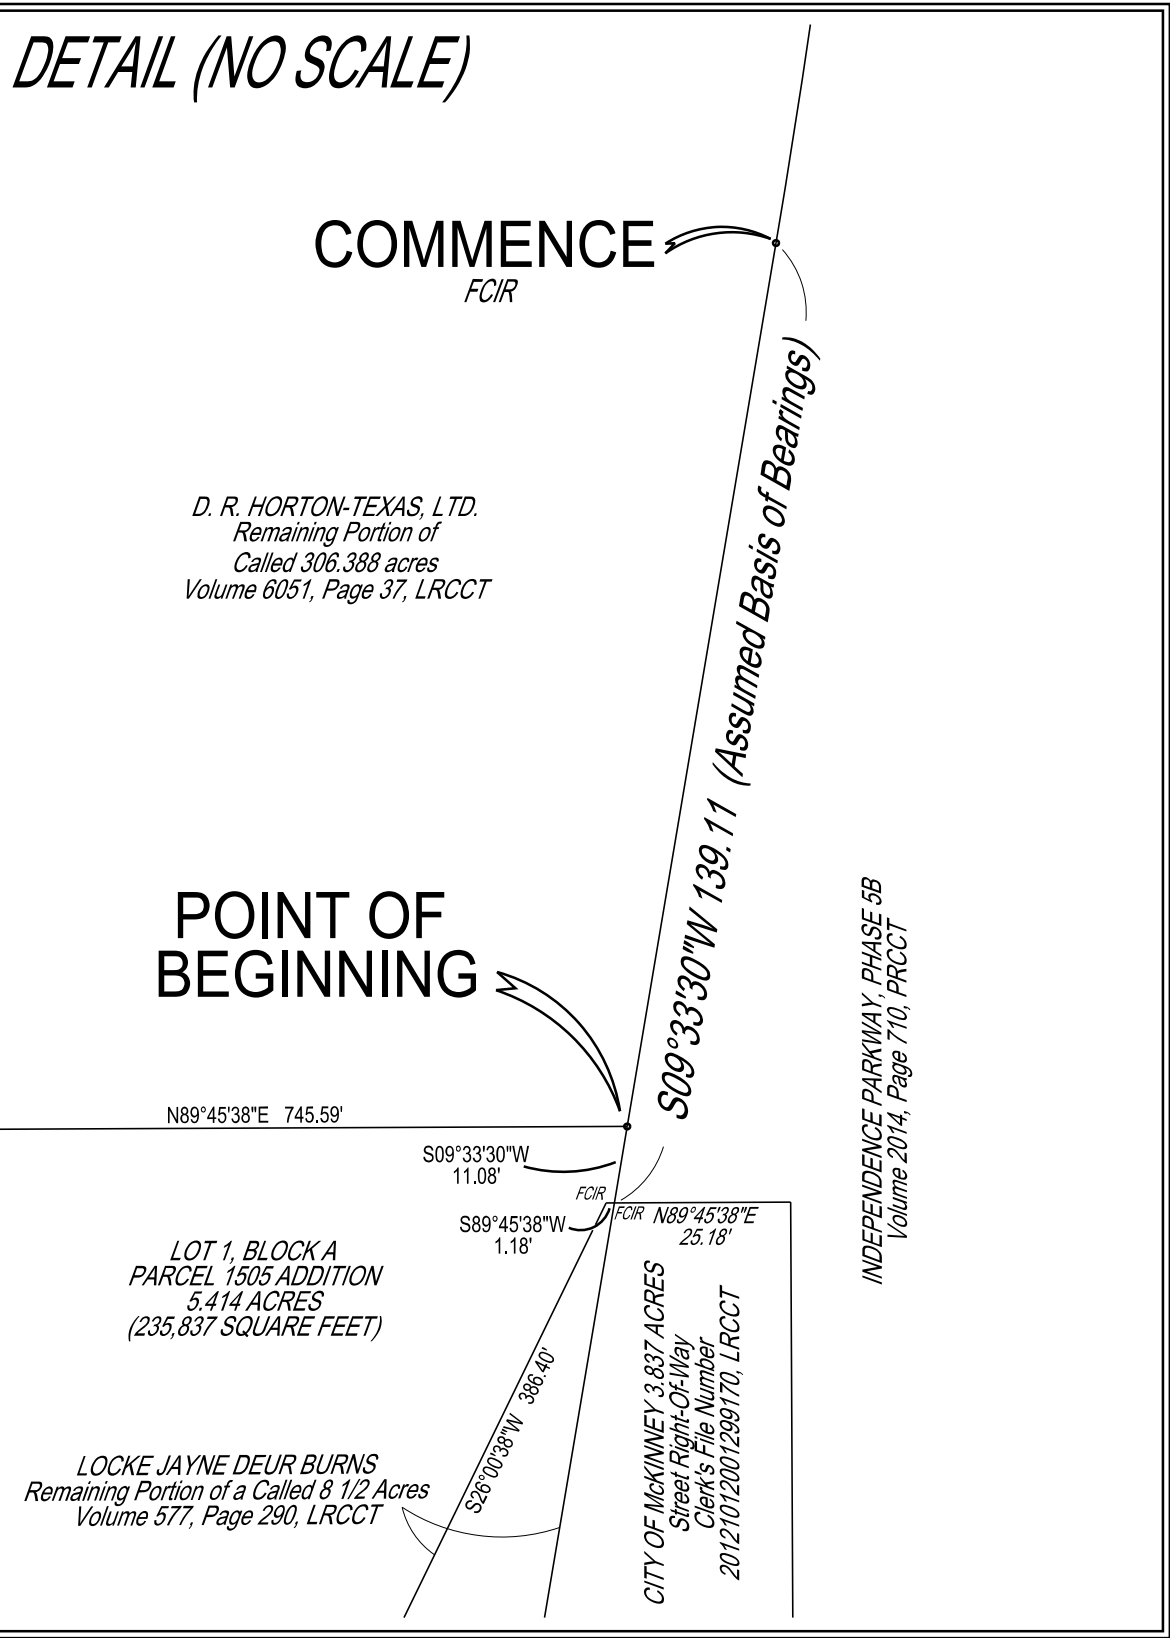 DETAIL (NO SCALE)
COMMENCE
FCIR
S09°33'30"W 139.11 (Assumed Basis of Bearings)
D. R. HORTON-TEXAS, LTD.
Remaining Portion of
Called 306.388 acres
Volume 6051, Page 37, LRCCT
POINT OF
BEGINNING
INDEPENDENCE PARKWAY, PHASE 5B
Volume 2014, Page 710, PRCCT
N89°45'38"E 745.59'
S09°33'30"W
11.08'
FCIR
FCIR
N89°45'38"E
25.18'
S89°45'38"W
1.18'
LOT 1, BLOCK A
PARCEL 1505 ADDITION
5.414 ACRES
(235,837 SQUARE FEET)
S26°00'38"W 386.40'
CITY OF McKINNEY 3.837 ACRES
Street Right-Of-Way
Clerk's File Number
20121012001299170, LRCCT
LOCKE JAYNE DEUR BURNS
Remaining Portion of a Called 8 1/2 Acres
Volume 577, Page 290, LRCCT